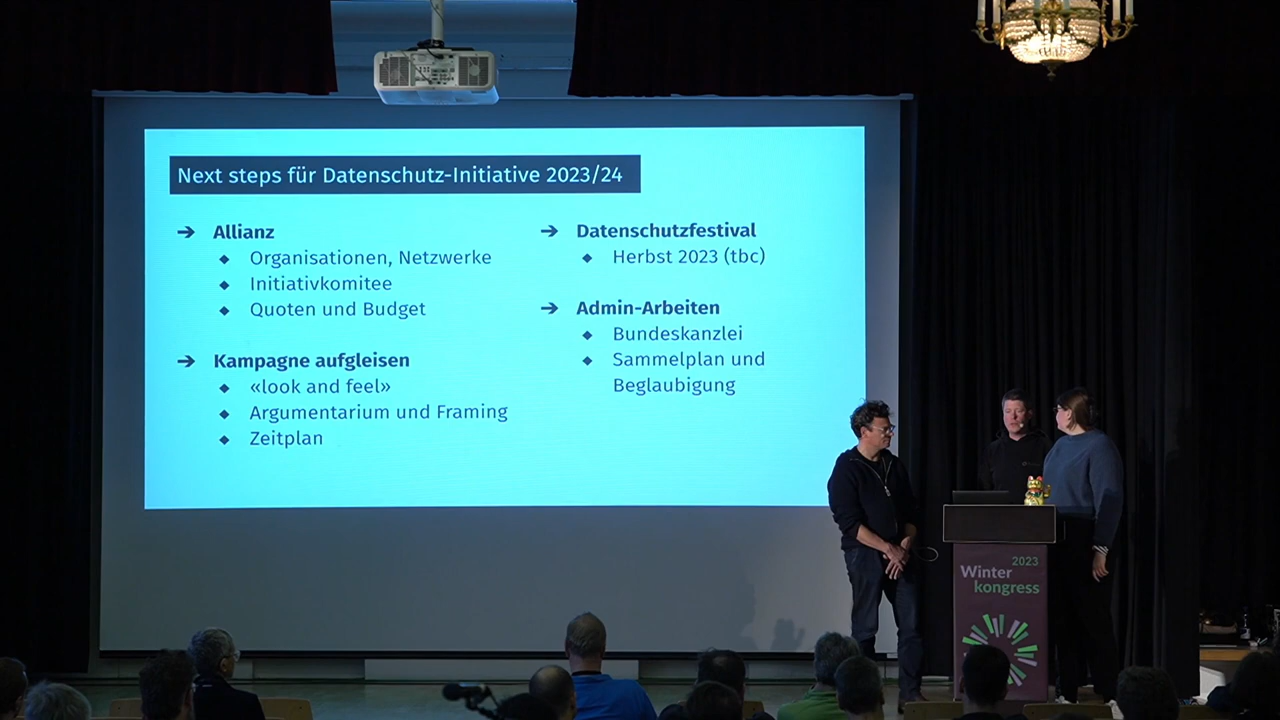 Next steps für Datenschutz-Initiative 2023/24
➔ Allianz
◆ Organisationen, Netzwerke
◆ Initiativkomitee
◆ Quoten und Budget
➔ Kampagne aufgleisen
◆ «look and feel»
◆ Argumentarium und Framing
◆ Zeitplan
➔ Datenschutzfestival
◆ Herbst 2023 (tbc)
➔ Admin-Arbeiten
◆ Bundeskanzlei
◆ Sammelplan und
Beglaubigung
2023
Winter
kongress